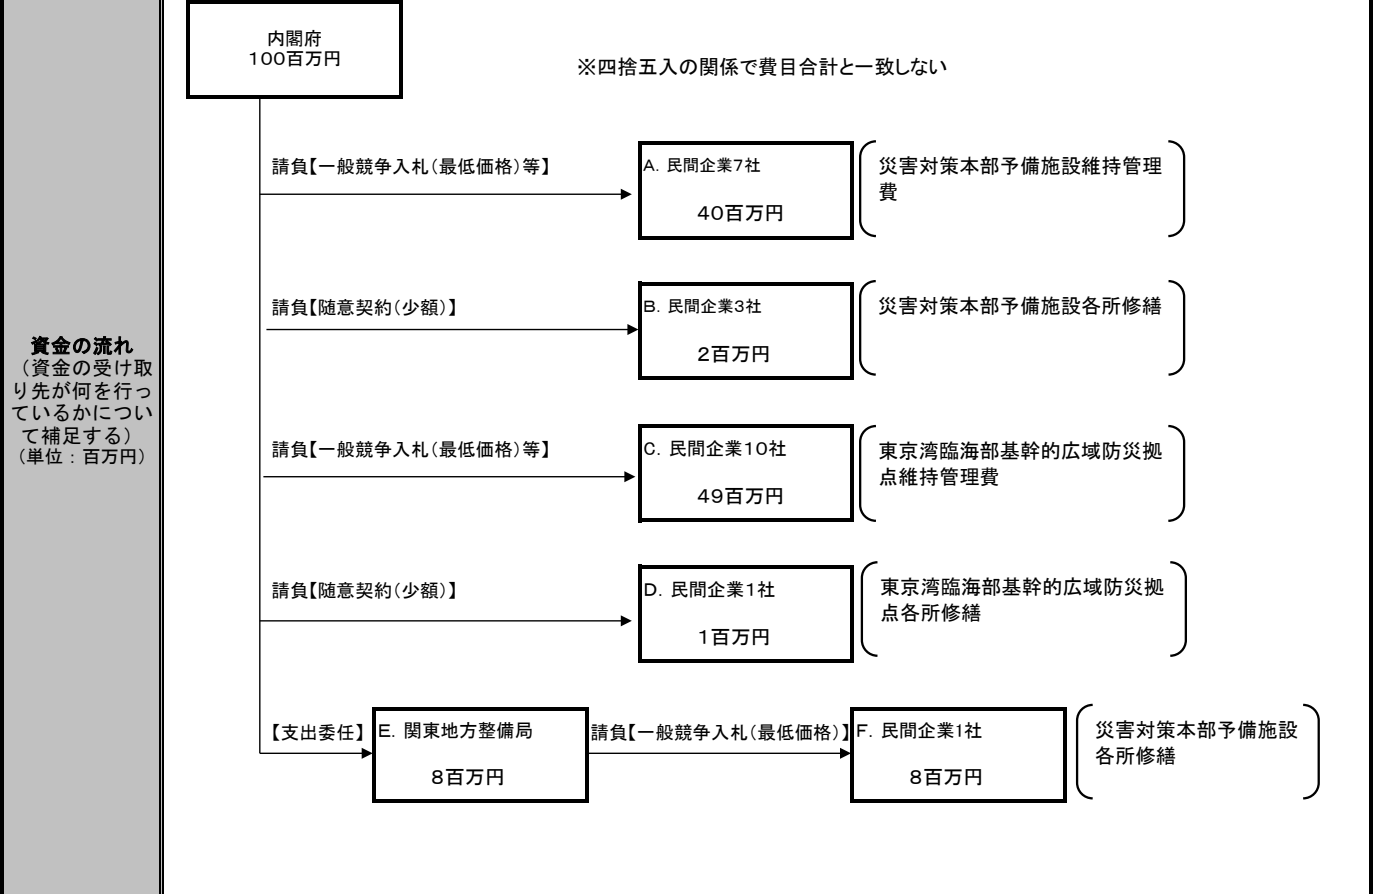 内閣府
100百万円
※四捨五入の関係で費目合計と一致しない
請負【一般競争入札（最低価格）等】
A. 民間企業7社
40百万円
災害対策本部予備施設維持管理
費
請負【随意契約（少額）】
B. 民間企業3社
2百万円
災害対策本部予備施設各所修繕
資金の流れ
（資金の受け取
り先が何を行っ
ているかについ
て補足する）
（単位：百万円）
請負【一般競争入札（最低価格）等】
C. 民間企業10社
49百万円
東京湾臨海部基幹的広域防災拠
点維持管理費
請負【随意契約（少額）】
D. 民間企業1社
1百万円
東京湾臨海部基幹的広域防災拠
点各所修繕
【支出委任】
E. 関東地方整備局
8百万円
請負【一般競争入札（最低価格）】
F. 民間企業1社
8百万円
災害対策本部予備施設
各所修繕